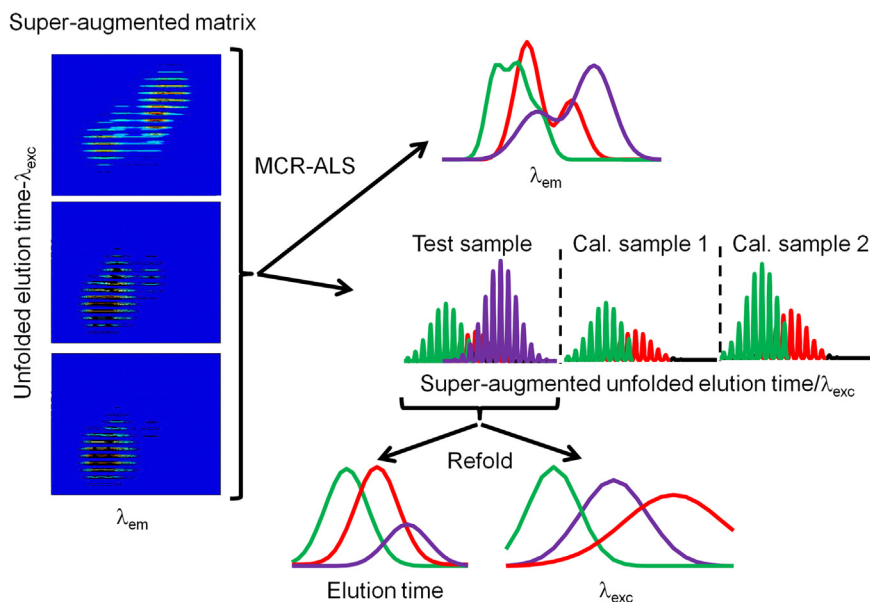 Super-augmented matrix
Unfolded elution time-λexc
λem
MCR-ALS
λem
Test sample
Cal. sample 1
Cal. sample 2
Super-augmented unfolded elution time/λexc
Refold
Elution time
λexc